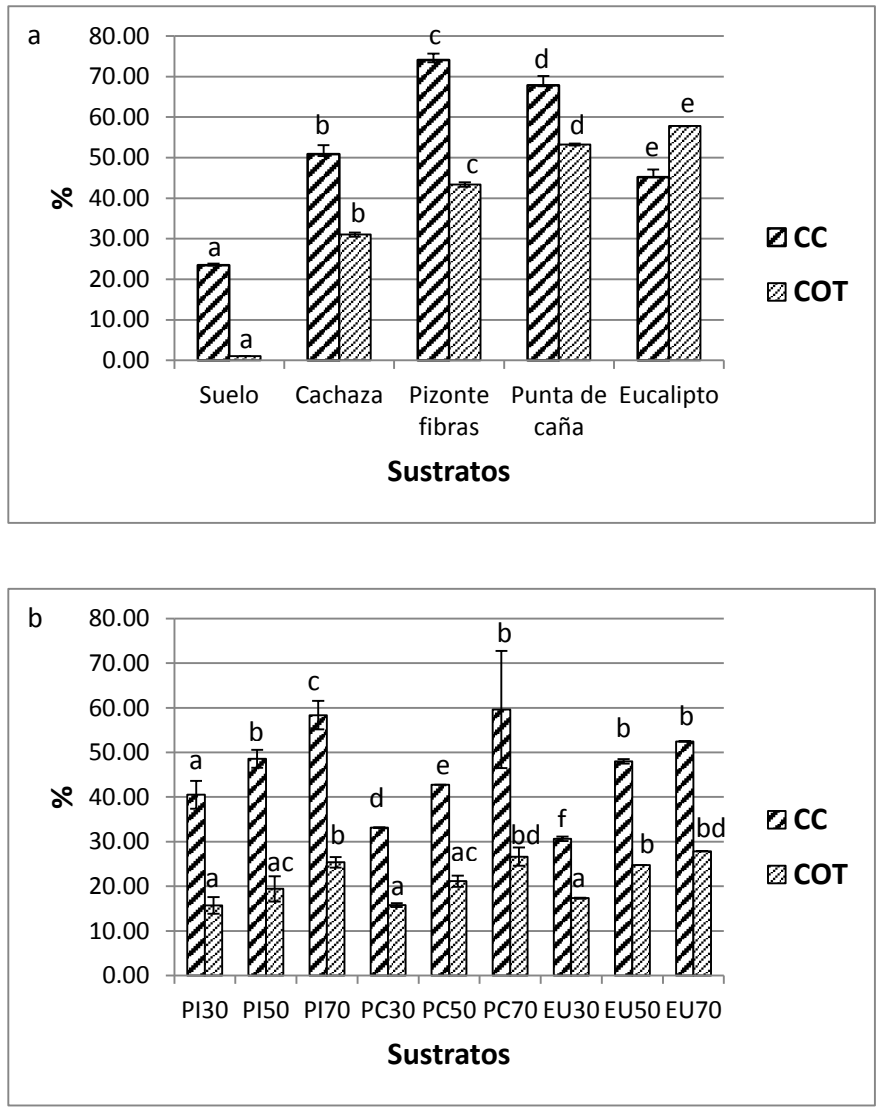 a
80.00
70.00
60.00
50.00
40.00
30.00
20.00
10.00
0.00
%
a
a
b
b
c
c
d
d
e
e
Suelo
Cachaza
Pizonte
fibras
Punta de
caña
Eucalipto
Sustratos
CC
COT
b
80.00
70.00
60.00
50.00
40.00
30.00
20.00
10.00
0.00
%
a
a
b
ac
c
b
d
a
e
ac
b
bd
f
a
b
b
b
bd
PI30 PI50 PI70 PC30 PC50 PC70 EU30 EU50 EU70
Sustratos
CC
COT